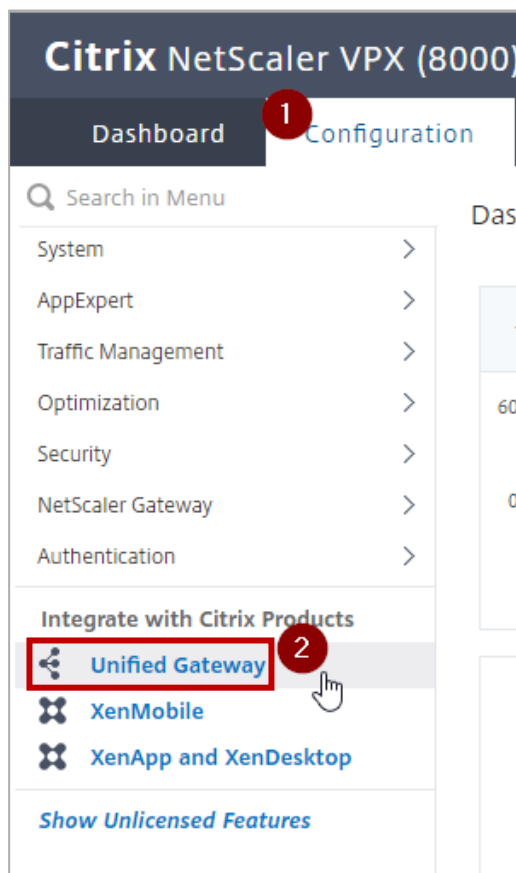 Citrix NetScaler VPX (8000)
1
Dashboard Configuration
Search in Menu
Das
System
AppExpert
Traffic Management
Optimization
60
Security
NetScaler Gateway
0
Authentication
Integrate with Citrix Products
2
Unified Gateway
XenMobile
XenApp and XenDesktop
Show Unlicensed Features